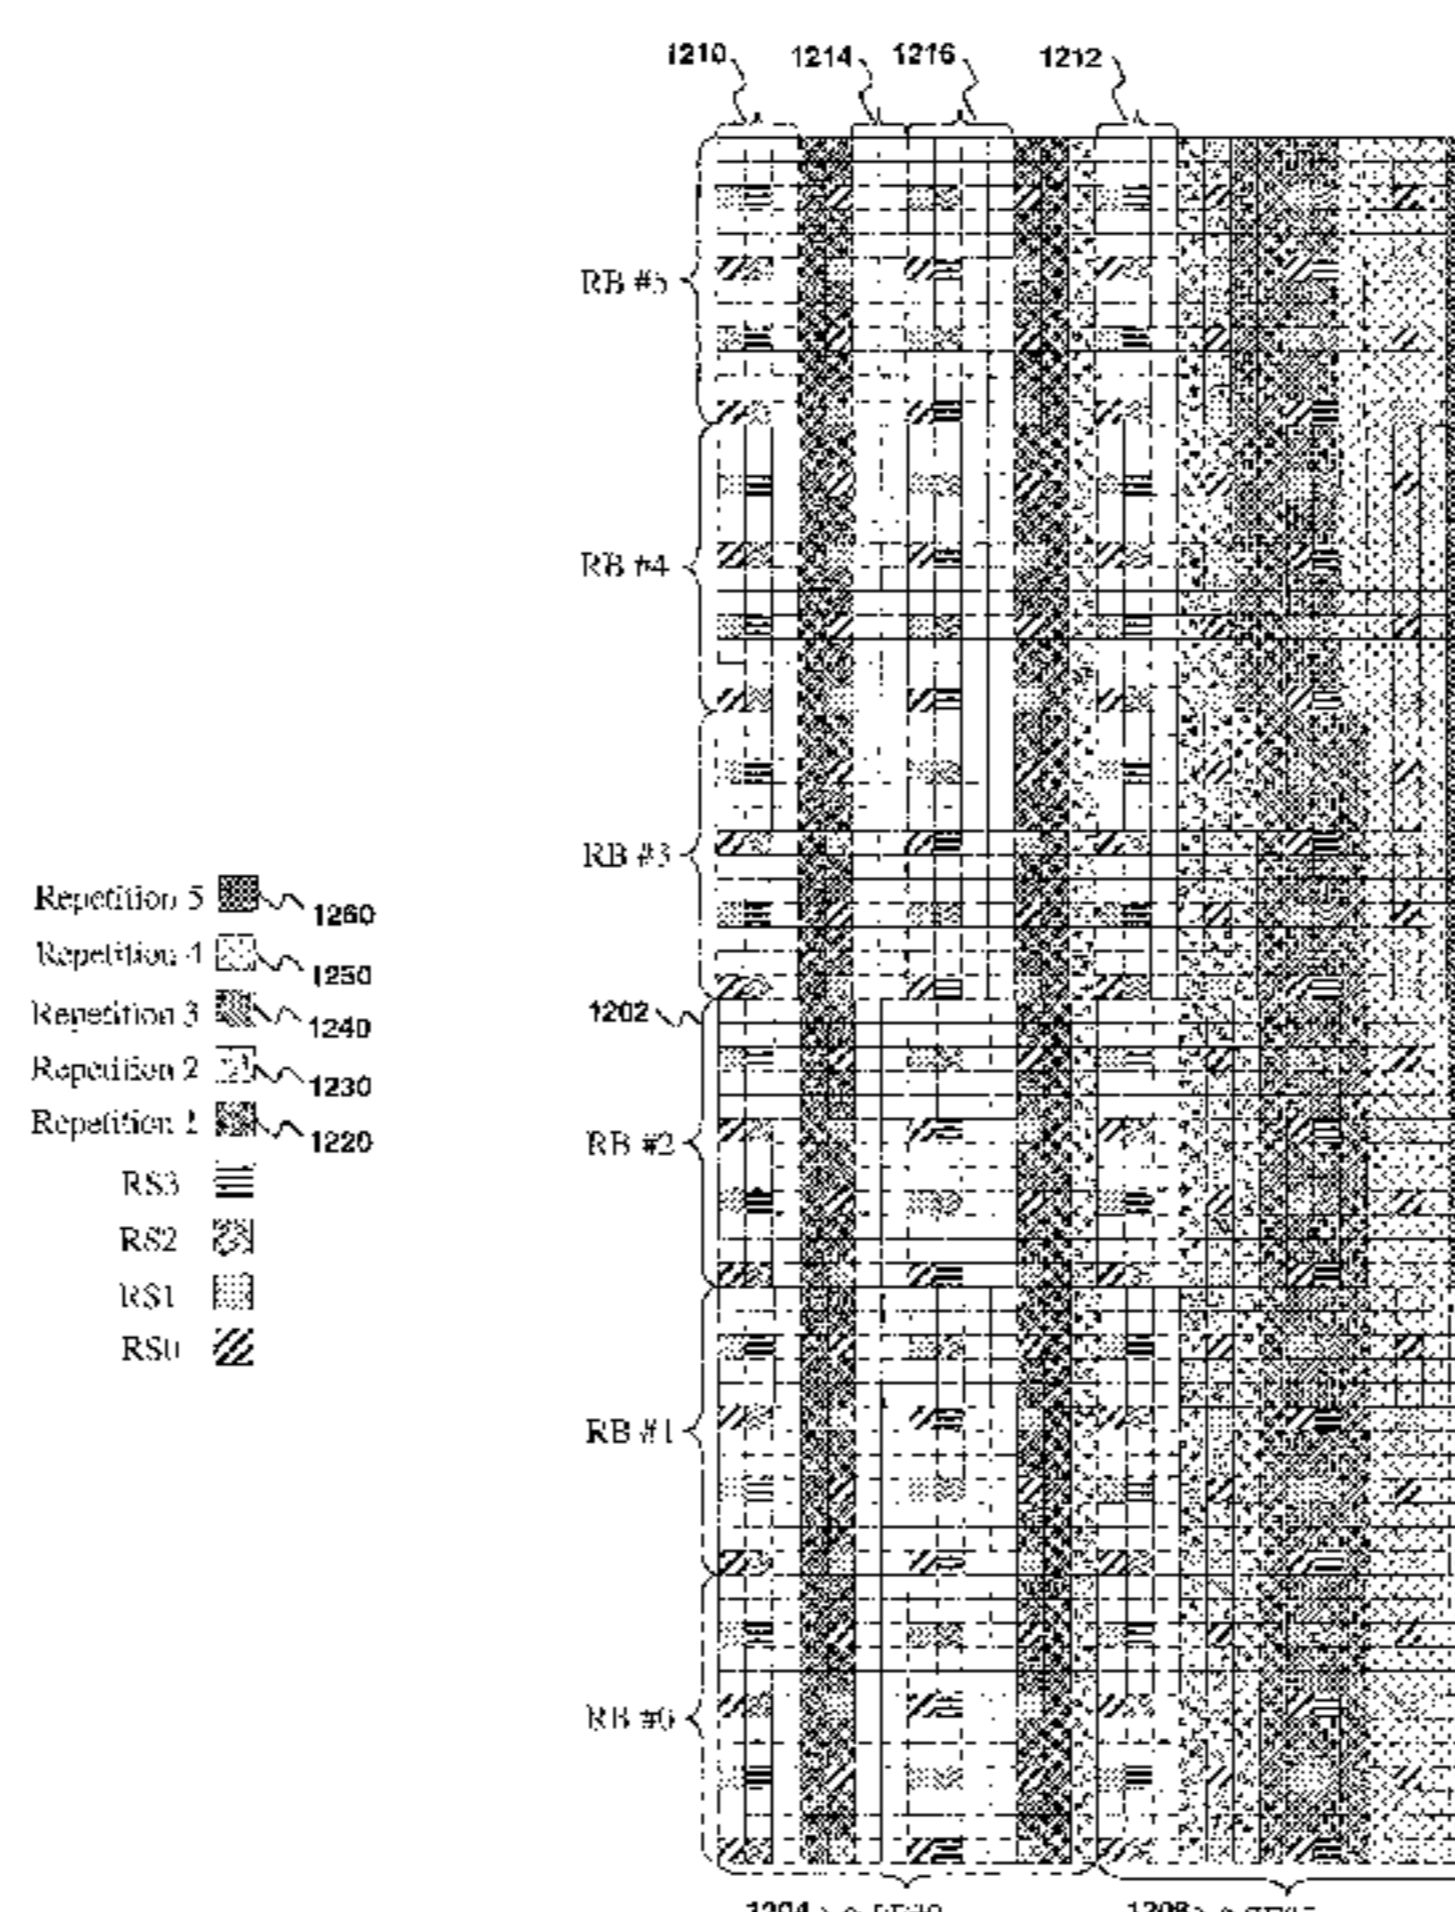 1210 1214 1216 1212
RB #5
RB #4
RB #3
1202
RB #2
RB #1
RB #0
Repetition 5 1260
Repetition 4 1250
Repetition 3 1240
Repetition 2 1230
Repetition 1 1220
RS3
RS2
RS1
RS0